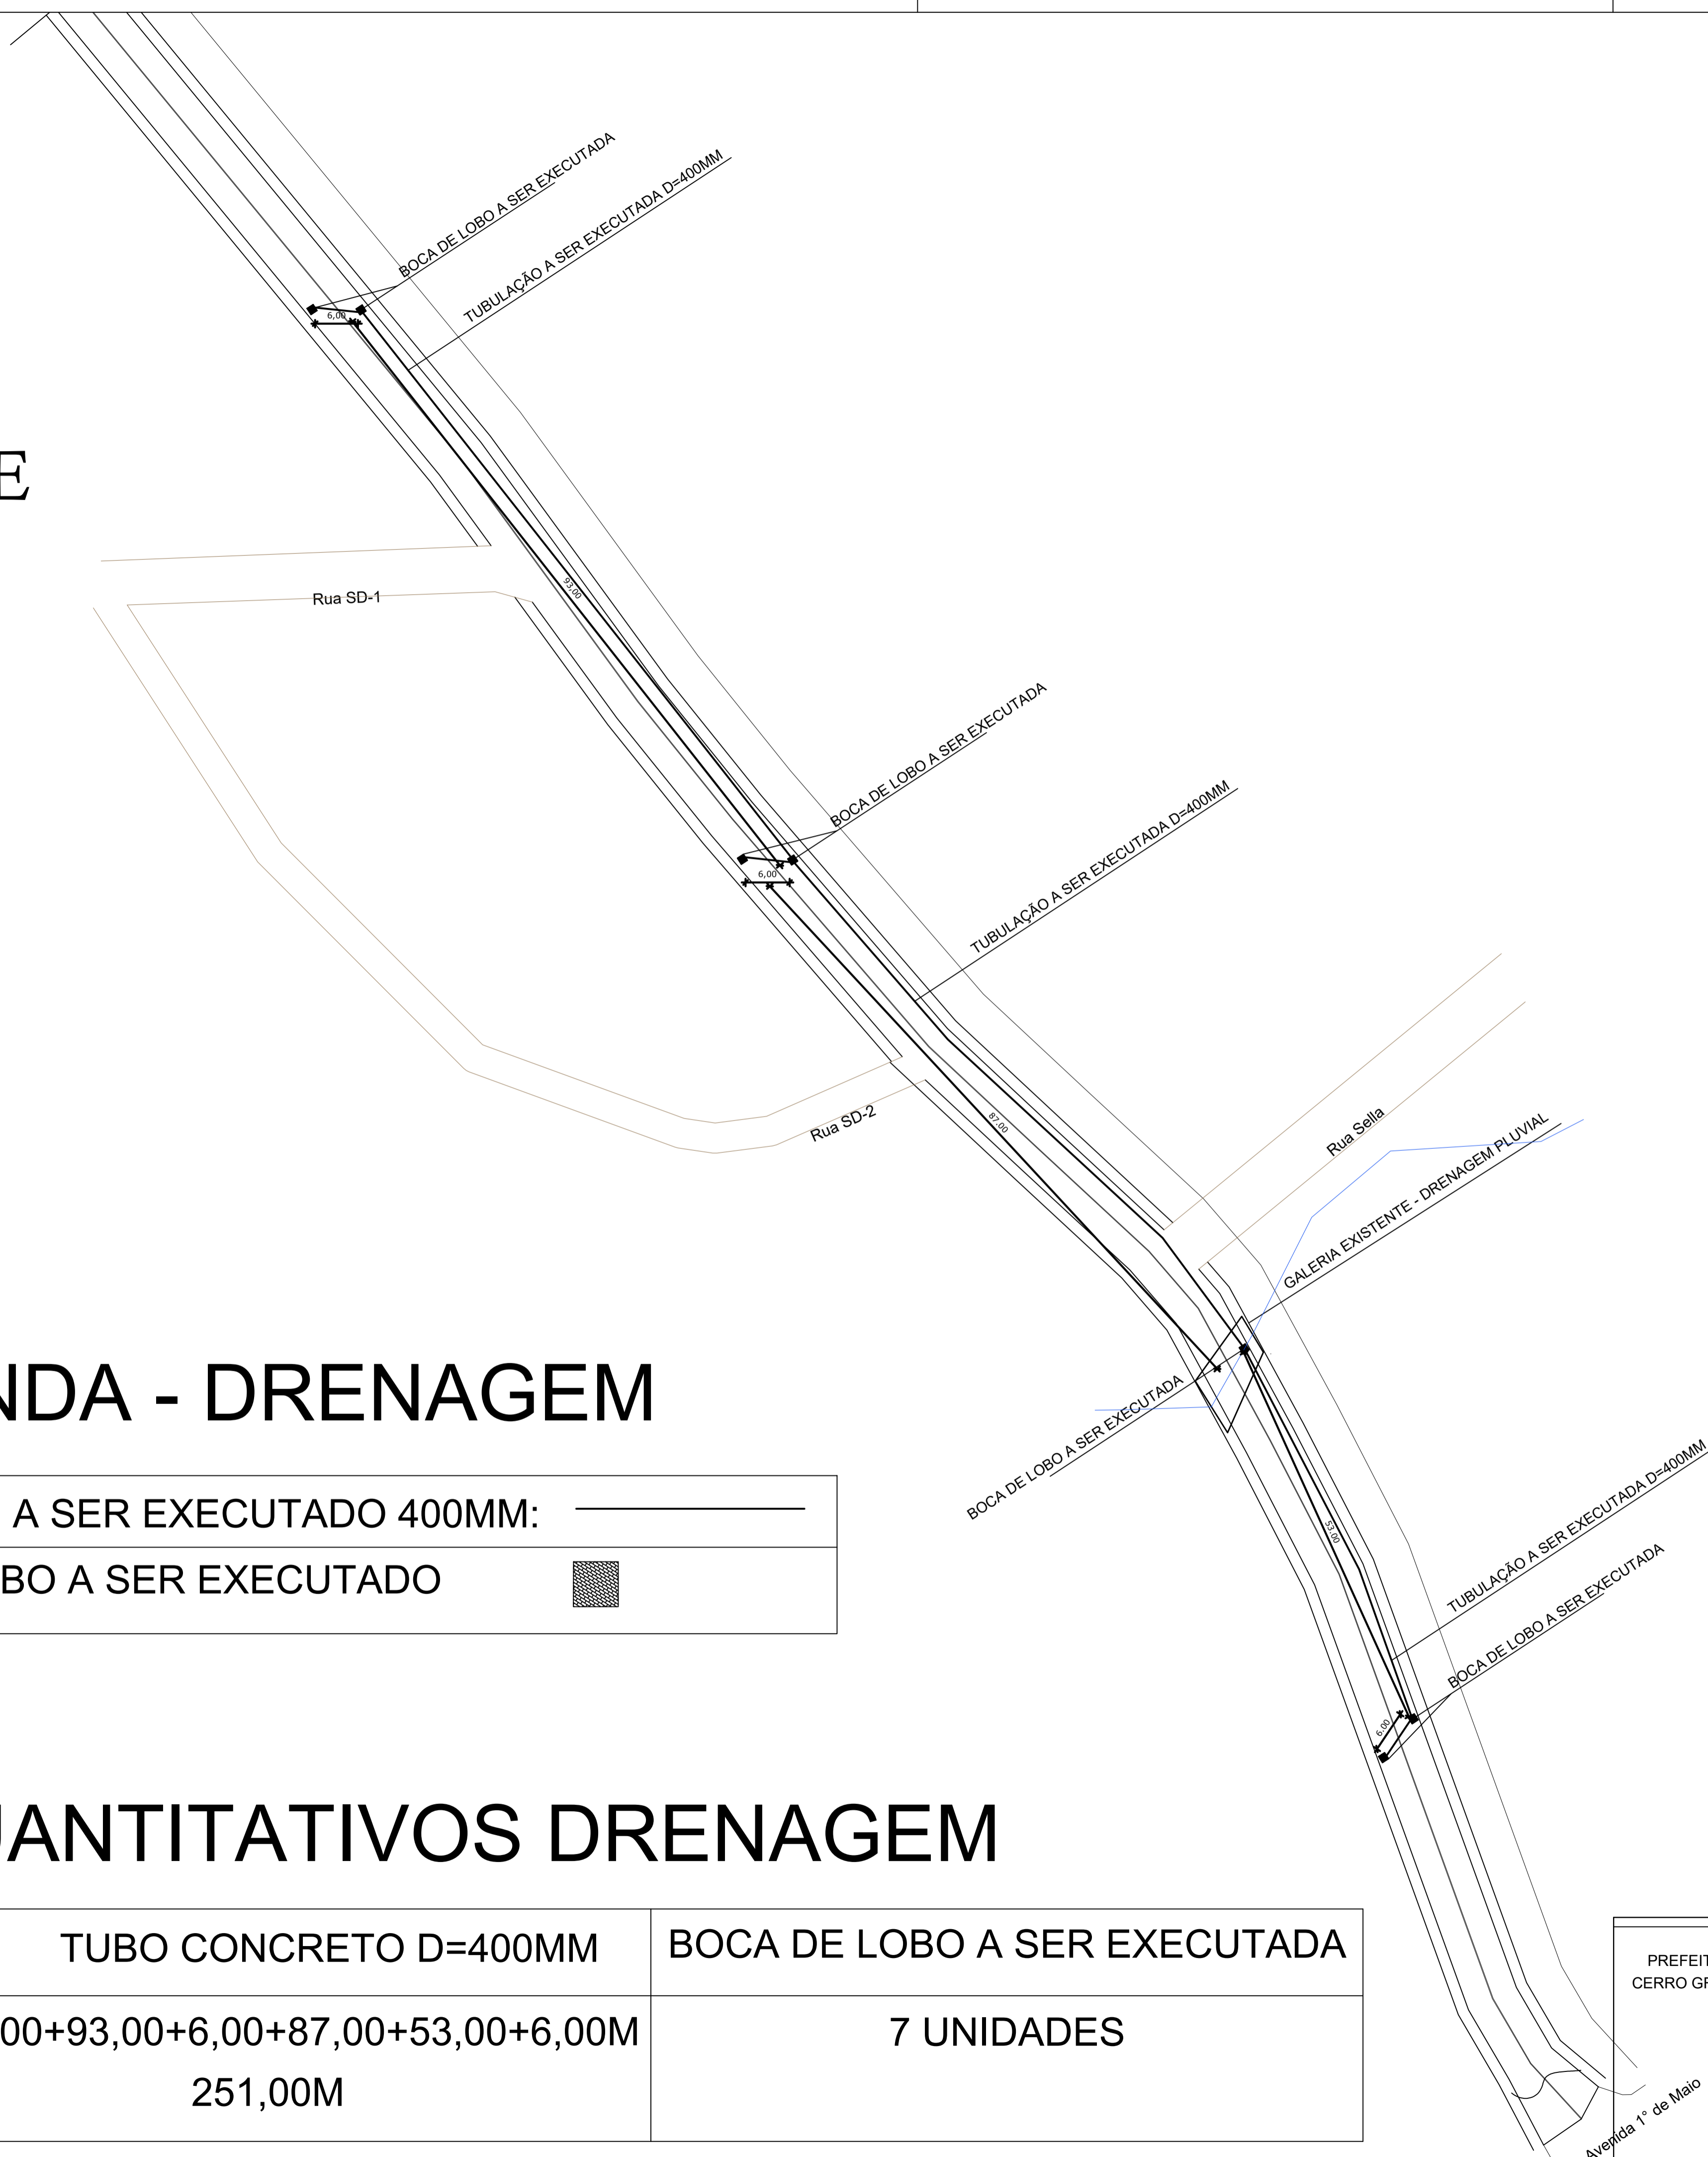 BOCA DE LOBO A SER EXECUTADA
TUBULAÇÃO A SER EXECUTADA D=400MM
6,00
E
93,00
Rua SD-1
BOCA DE LOBO A SER EXECUTADA
TUBULAÇÃO A SER EXECUTADA D=400MM
6,00
87.00
Rua SD-2
Rua Sella
GALERIA EXISTENTE - DRENAGEM PLUVIAL
BOCA DE LOBO A SER EXECUTADA
NDA - DRENAGEM
A SER EXECUTADO 400MM:
BO A SER EXECUTADO
53.00
TUBULAÇÃO A SER EXECUTADA D=400MM
BOCA DE LOBO A SER EXECUTADA
6.00
UANTITATIVOS DRENAGEM
TUBO CONCRETO D=400MM
BOCA DE LOBO A SER EXECUTADA
00+93,00+6,00+87,00+53,00+6,00M
251,00M
7 UNIDADES
PREFEIT
CERRO GR
Avenida 1° de Maio